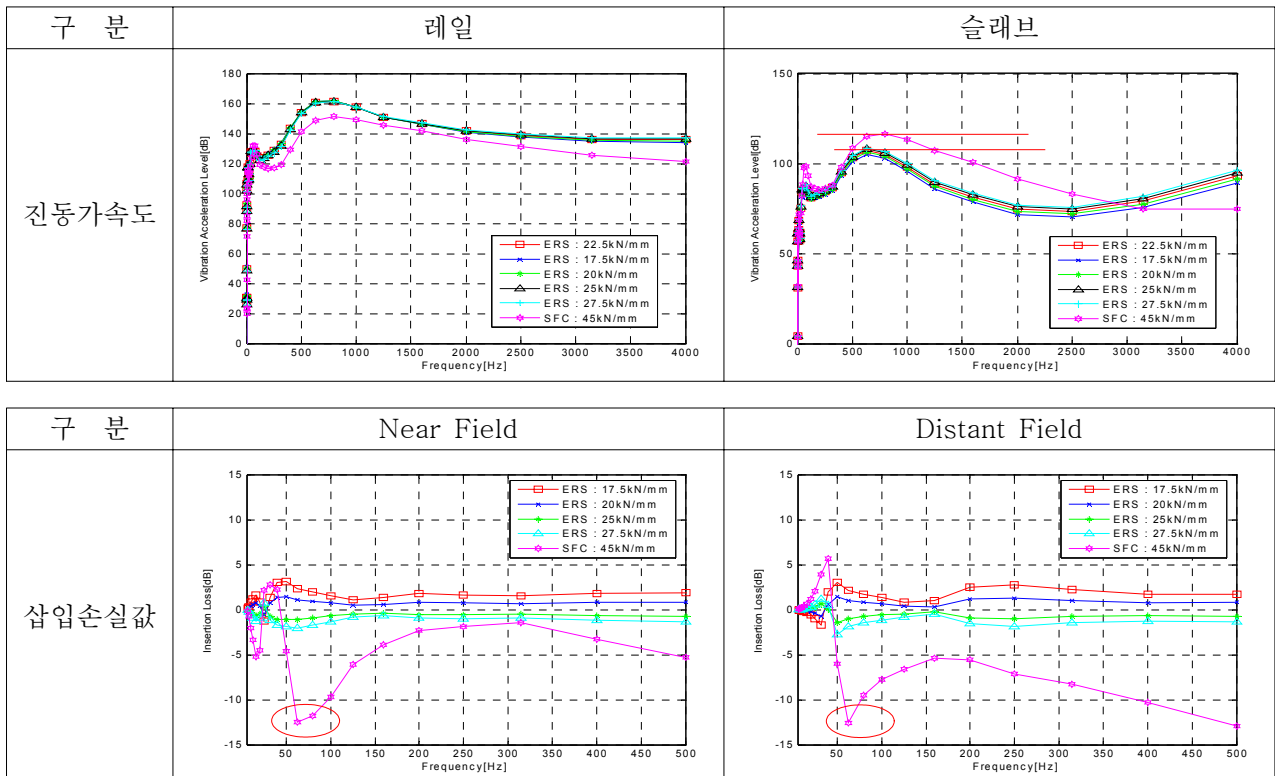 구 분
레일
슬래브
진동가속도
Vibration Acceleration Level[dB]
180
160
140
120
100
80
60
40
20
0
ERS : 22.5kN/mm
ERS : 17.5kN/mm
ERS : 20kN/mm
ERS : 25kN/mm
ERS : 27.5kN/mm
SFC : 45kN/mm
0 500 1000 1500 2000 2500 3000 3500 4000
Frequency[Hz]
Vibration Acceleration Level[dB]
150
100
50
0
ERS : 22.5kN/mm
ERS : 17.5kN/mm
ERS : 20kN/mm
ERS : 25kN/mm
ERS : 27.5kN/mm
SFC : 45kN/mm
0 500 1000 1500 2000 2500 3000 3500 4000
Frequency[Hz]
구 분
Near Field
Distant Field
삽입손실값
Insertion Loss[dB]
15
10
5
0
-5
-10
-15
ERS : 17.5kN/mm
ERS : 20kN/mm
ERS : 25kN/mm
ERS : 27.5kN/mm
SFC : 45kN/mm
50 100 150 200 250 300 350 400 450 500
Frequency[Hz]
Insertion Loss[dB]
15
10
5
0
-5
-10
-15
ERS : 17.5kN/mm
ERS : 20kN/mm
ERS : 25kN/mm
ERS : 27.5kN/mm
SFC : 45kN/mm
50 100 150 200 250 300 350 400 450 500
Frequency[Hz]